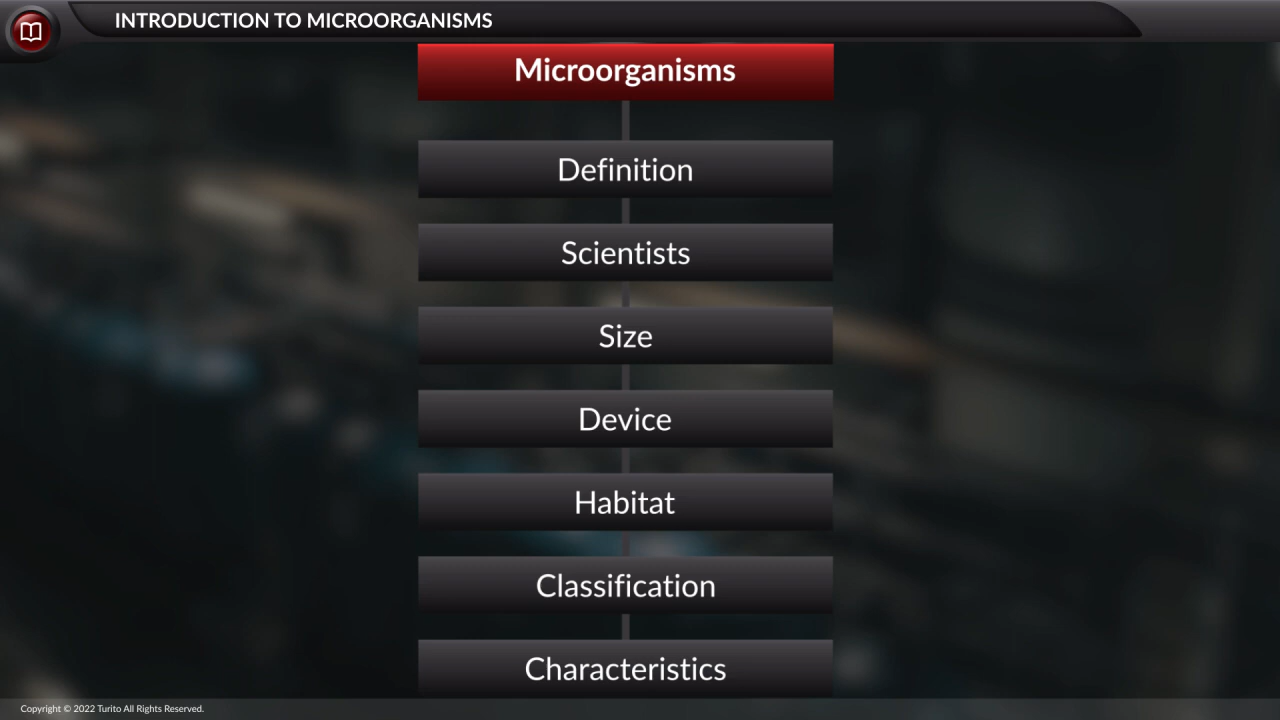 INTRODUCTION TO MICROORGANISMS
Microorganisms
Definition
Scientists
Size
Device
Habitat
Classification
Characteristics
Copyright © 2022 Turito All Rights Reserved.